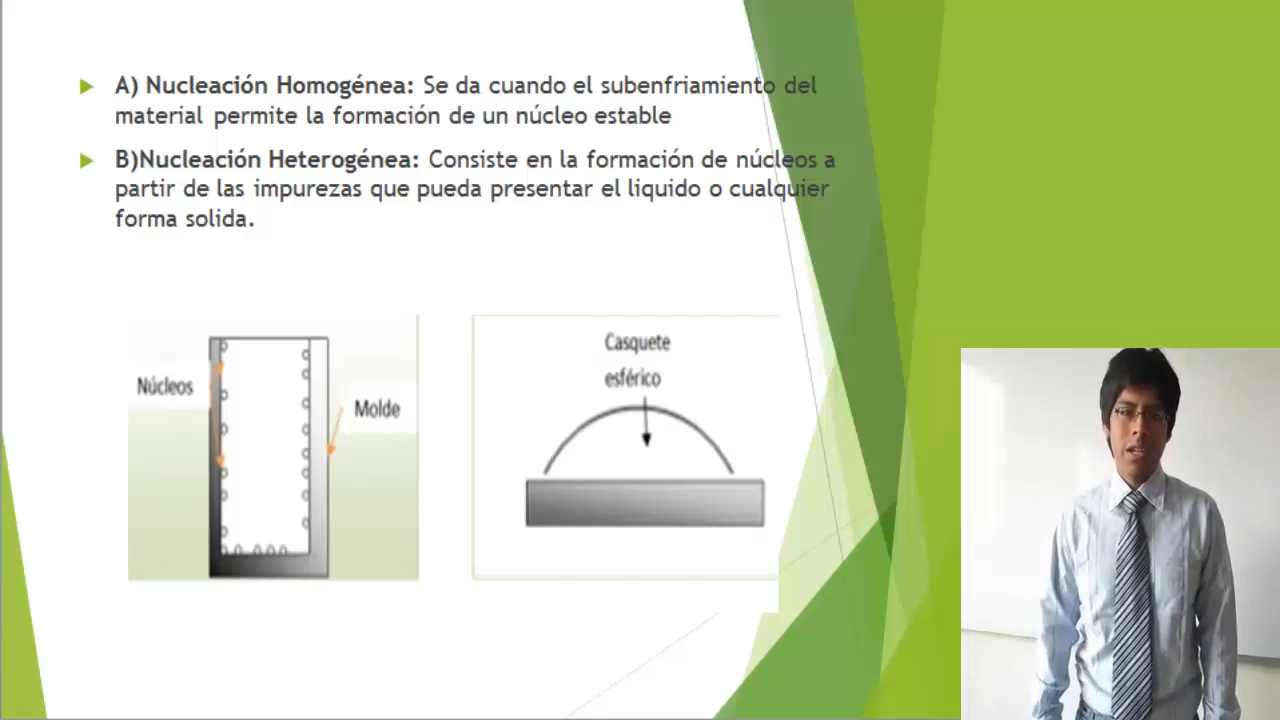 A) Nucleación Homogénea: Se da cuando el subenfriamiento del
material permite la formación de un núcleo estable
B)Nucleación Heterogénea: Consiste en la formación de núcleos a
partir de las impurezas que pueda presentar el liquido o cualquier
forma solida.
Núcleos
Molde
Casquete
esférico